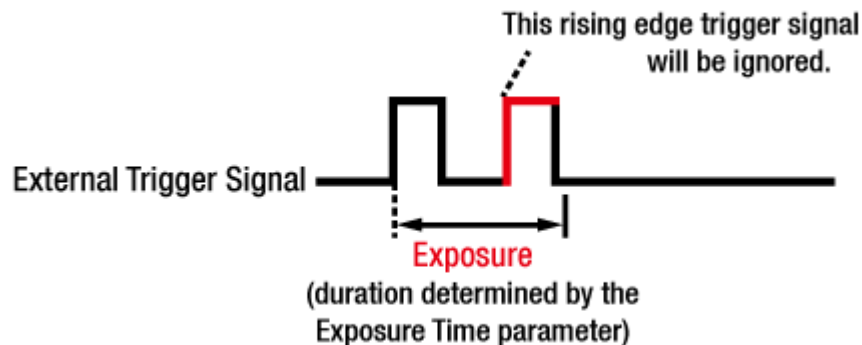 This rising edge trigger signal
will be ignored.
External Trigger Signal
Exposure
(duration determined by the
Exposure Time parameter)